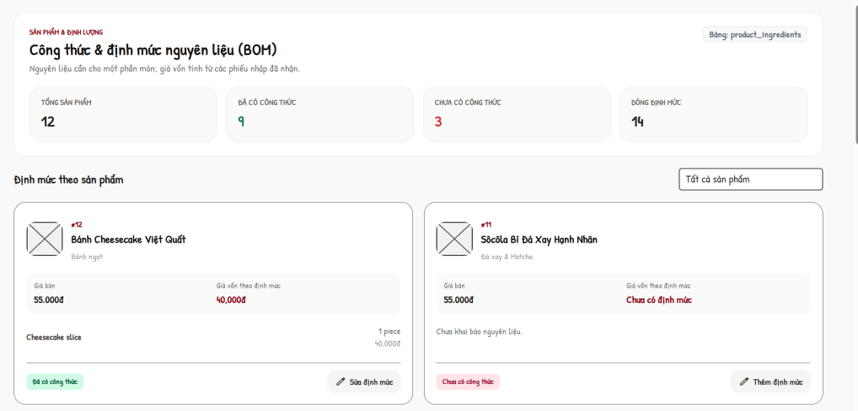 SẢN PHẨM & ĐỊNH LƯỢNG
Công thức & định mức nguyên liệu (BOM)
Bảng: product_ingredients
Nguyên liệu cần cho một phần món; giá vốn tính từ các phiếu nhập đã nhận.
TỔNG SẢN PHẨM
12
ĐÃ CÓ CÔNG THỨC
9
CHƯA CÓ CÔNG THỨC
3
DÒNG ĐỊNH MỨC
14
Định mức theo sản phẩm
Tất cả sản phẩm
#12
Bánh Cheesecake Việt Quất
Bánh ngọt
Giá bán
55.000đ
Giá vốn theo định mức
40,000đ
Cheesecake slice
1 piece
40,000đ
Đã có công thức
Sửa định mức
#11
Sôcôla Bi Đá Xay Hạnh Nhân
Đá xay & Matcha
Giá bán
55.000đ
Giá vốn theo định mức
Chưa có định mức
Chưa khai báo nguyên liệu.
Chưa có công thức
Thêm định mức